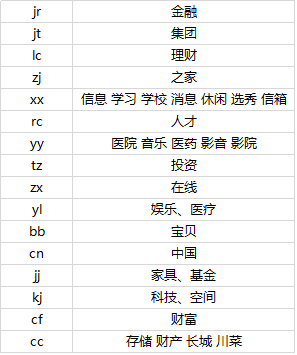 jr 金融
jt 集团
lc 理财
zj 之家
xx 信息 学习 学校 消息 休闲 选秀 信箱
rc 人才
yy 医院 音乐 医药 影音 影院
tz 投资
zx 在线
yl 娱乐、医疗
bb 宝贝
cn 中国
jj 家具、基金
kj 科技、空间
cf 财富
cc 存储 财产 长城 川菜